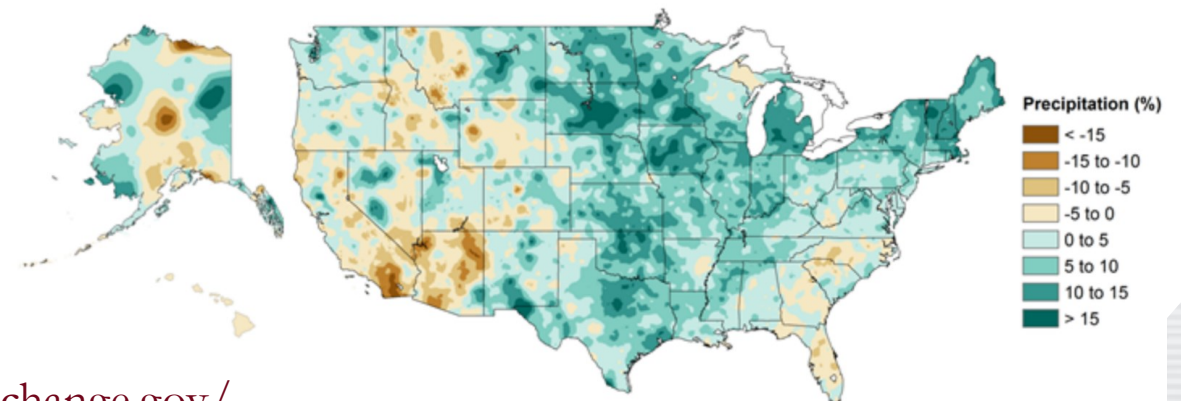 Precipitation (%)
< -15
-15 to -10
-10 to -5
-5 to 0
0 to 5
5 to 10
10 to 15
> 15
change.gov/